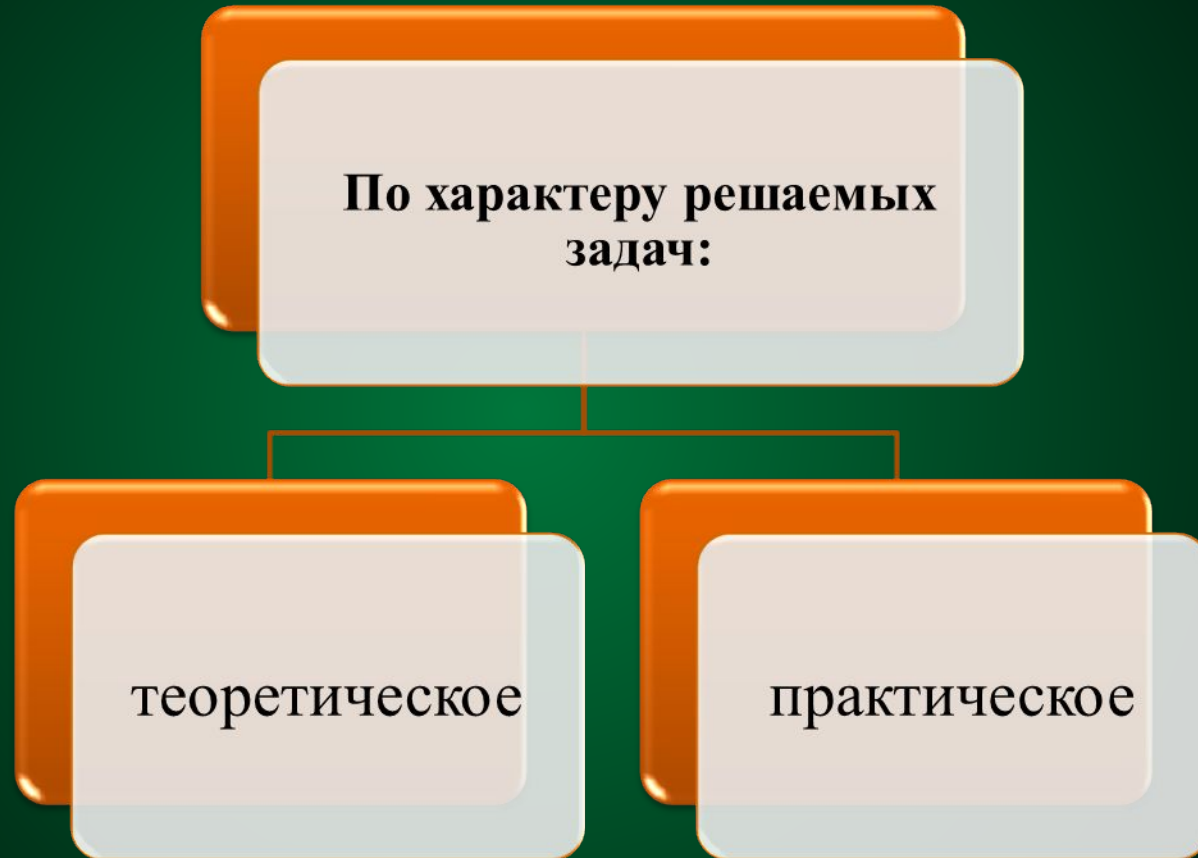 По характеру решаемых
задач:
теоретическое
практическое